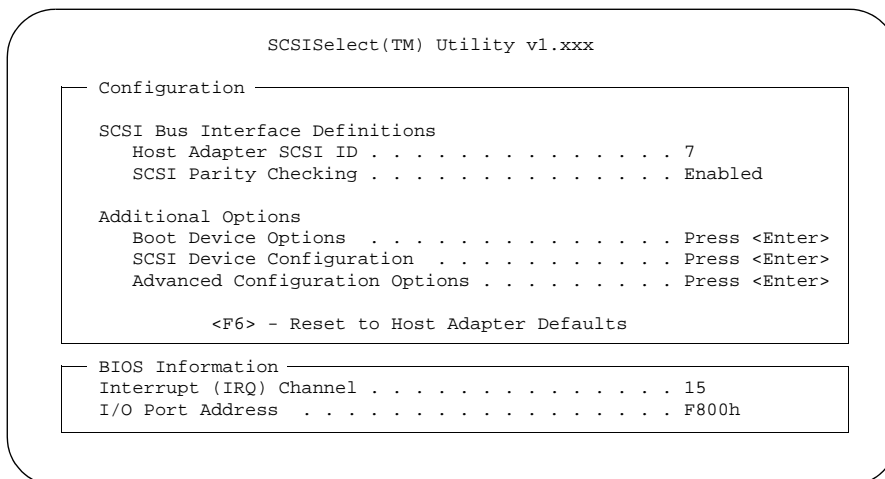 SCSISelect(TM) Utility v1.xxx
Configuration
SCSI Bus Interface Definitions
Host Adapter SCSI ID . . . . . . . . . . . . . . 7
SCSI Parity Checking . . . . . . . . . . . . . . Enabled
Additional Options
Boot Device Options . . . . . . . . . . . . . . Press <Enter>
SCSI Device Configuration . . . . . . . . . . . Press <Enter>
Advanced Configuration Options . . . . . . . . . Press <Enter>
<F6> - Reset to Host Adapter Defaults
BIOS Information
Interrupt (IRQ) Channel . . . . . . . . . . . . . . 15
I/O Port Address . . . . . . . . . . . . . . . . . F800h